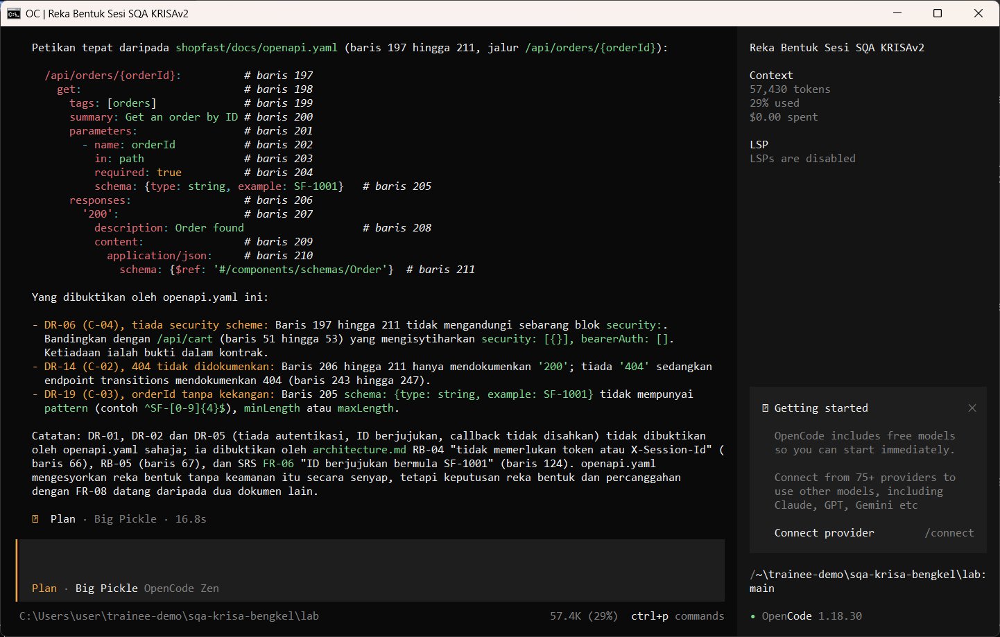 OC | Reka Bentuk Sesi SQA KRISAv2
Petikan tepat daripada shopfast/docs/openapi.yaml (baris 197 hingga 211, jalur /api/orders/{orderId}):
/api/orders/{orderId}: # baris 197
get: # baris 198
tags: [orders] # baris 199
summary: Get an order by ID # baris 200
parameters: # baris 201
- name: orderId # baris 202
in: path # baris 203
required: true # baris 204
schema: {type: string, example: SF-1001} # baris 205
responses: # baris 206
'200': # baris 207
description: Order found # baris 208
content: # baris 209
application/json: # baris 210
schema: {$ref: '#/components/schemas/Order'} # baris 211
Yang dibuktikan oleh openapi.yaml ini:
- DR-06 (C-04), tiada security scheme: Baris 197 hingga 211 tidak mengandungi sebarang blok security:.
Bandingkan dengan /api/cart (baris 51 hingga 53) yang mengisytiharkan security: [{}], bearerAuth: [].
Ketiadaan ialah bukti dalam kontrak.
- DR-14 (C-02), 404 tidak didokumenkan: Baris 206 hingga 211 hanya mendokumenkan '200'; tiada '404' sedangkan
endpoint transitions mendokumenkan 404 (baris 243 hingga 247).
- DR-19 (C-03), orderId tanpa kekangan: Baris 205 schema: {type: string, example: SF-1001} tidak mempunyai
pattern (contoh ^SF-[0-9]{4}$), minLength atau maxLength.
Catatan: DR-01, DR-02 dan DR-05 (tiada autentikasi, ID berjujukan, callback tidak disahkan) tidak dibuktikan
oleh openapi.yaml sahaja; ia dibuktikan oleh architecture.md RB-04 "tidak memerlukan token atau X-Session-Id" (
baris 66), RB-05 (baris 67), dan SRS FR-06 "ID berjujukan bermula SF-1001" (baris 124). openapi.yaml
mengesyorkan reka bentuk tanpa keamanan itu secara senyap, tetapi keputusan reka bentuk dan percanggahan
dengan FR-08 datang daripada dua dokumen lain.
Plan · Big Pickle · 16.8s
Plan · Big Pickle OpenCode Zen
C:\Users\user\trainee-demo\sqa-krisa-bengkel\lab
57.4K (29%) ctrl+p commands
Reka Bentuk Sesi SQA KRISAv2
Context
57,430 tokens
29% used
$0.00 spent
LSP
LSPs are disabled
Getting started
OpenCode includes free models
so you can start immediately.
Connect from 75+ providers to
use other models, including
Claude, GPT, Gemini etc
Connect provider /connect
/~\trainee-demo\sqa-krisa-bengkel\lab:
main
• OpenCode 1.18.30